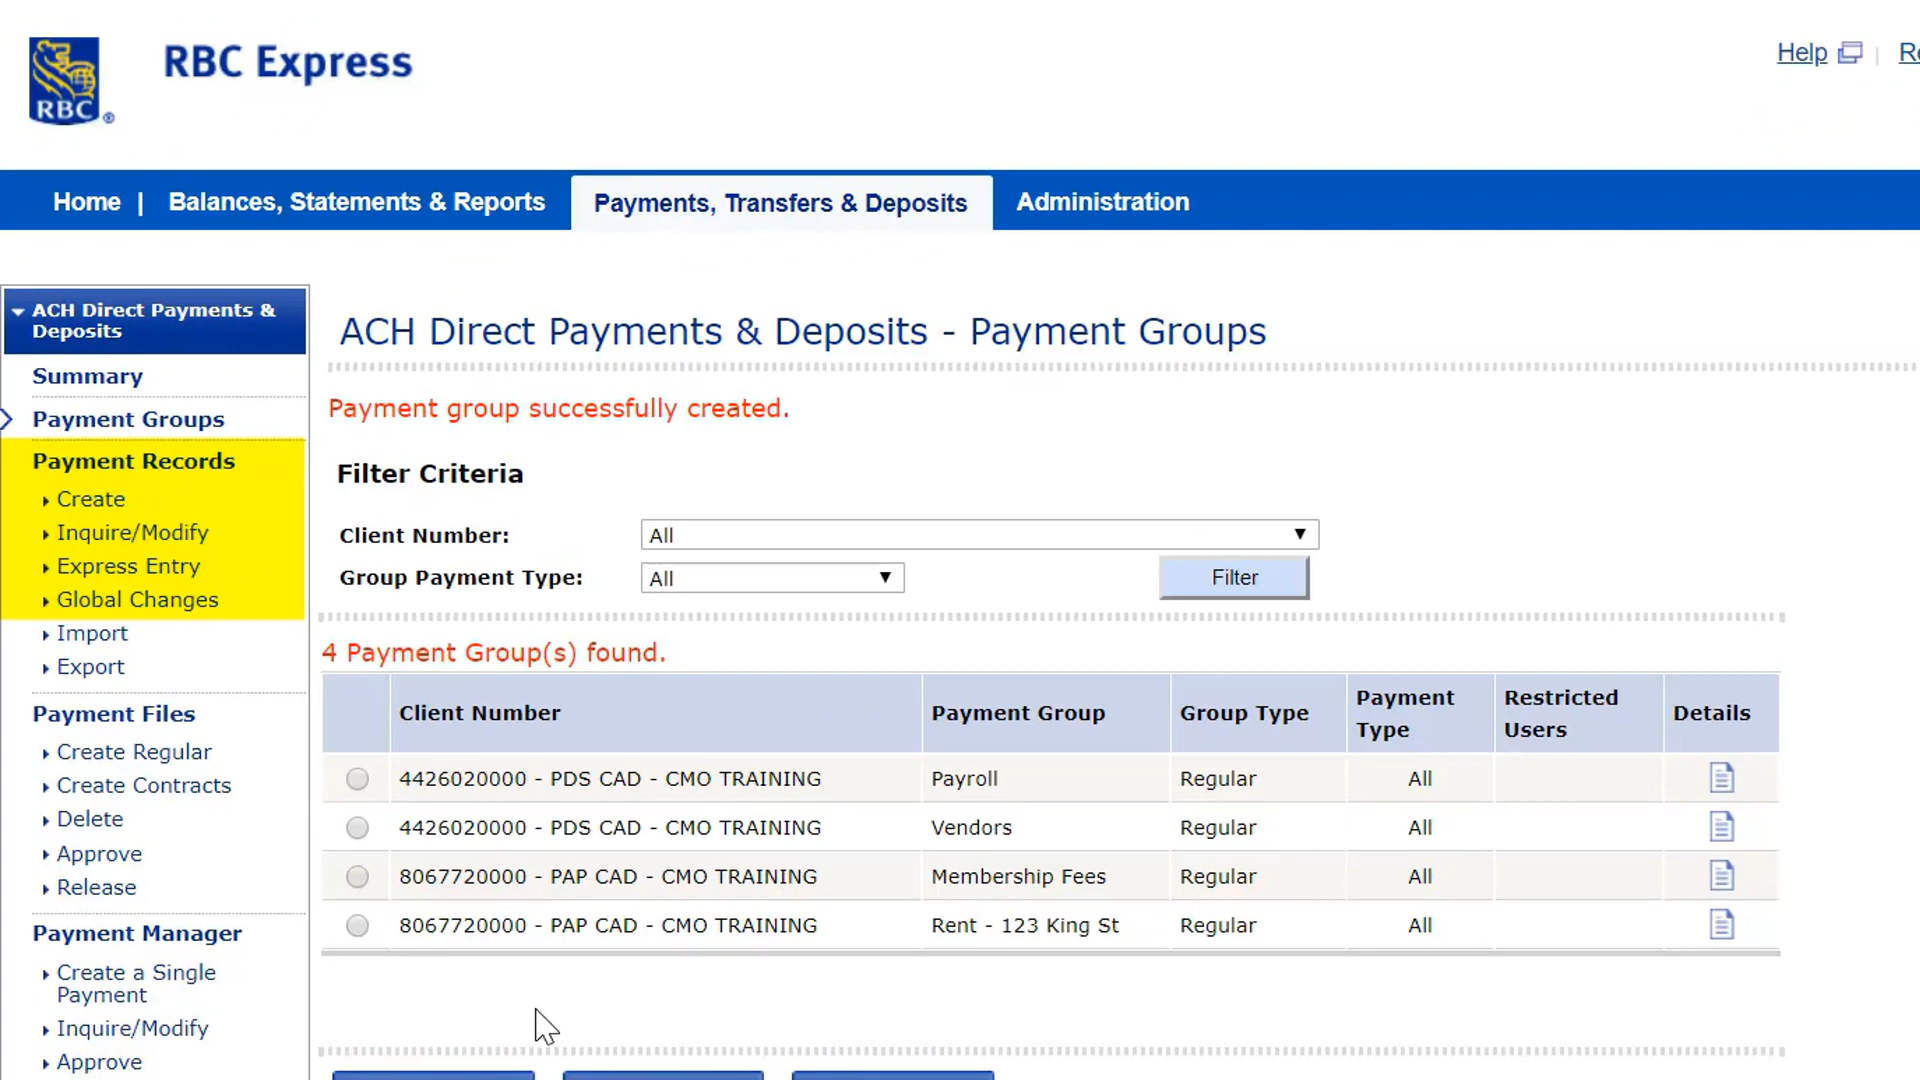 RBC ®
RBC Express
Help | Re
Home | Balances, Statements & Reports Payments, Transfers & Deposits Administration
ACH Direct Payments &
Deposits
Summary
Payment Groups
Payment Records
Create
Inquire/Modify
Express Entry
Global Changes
Import
Export
Payment Files
Create Regular
Create Contracts
Delete
Approve
Release
Payment Manager
Create a Single
Payment
Inquire/Modify
Approve
ACH Direct Payments & Deposits - Payment Groups
Payment group successfully created.
Filter Criteria
Client Number: All
Group Payment Type: All Filter
4 Payment Group(s) found.
Client Number Payment Group Group Type Payment Type Restricted Users Details
4426020000 - PDS CAD - CMO TRAINING Payroll Regular All
4426020000 - PDS CAD - CMO TRAINING Vendors Regular All
8067720000 - PAP CAD - CMO TRAINING Membership Fees Regular All
8067720000 - PAP CAD - CMO TRAINING Rent - 123 King St Regular All